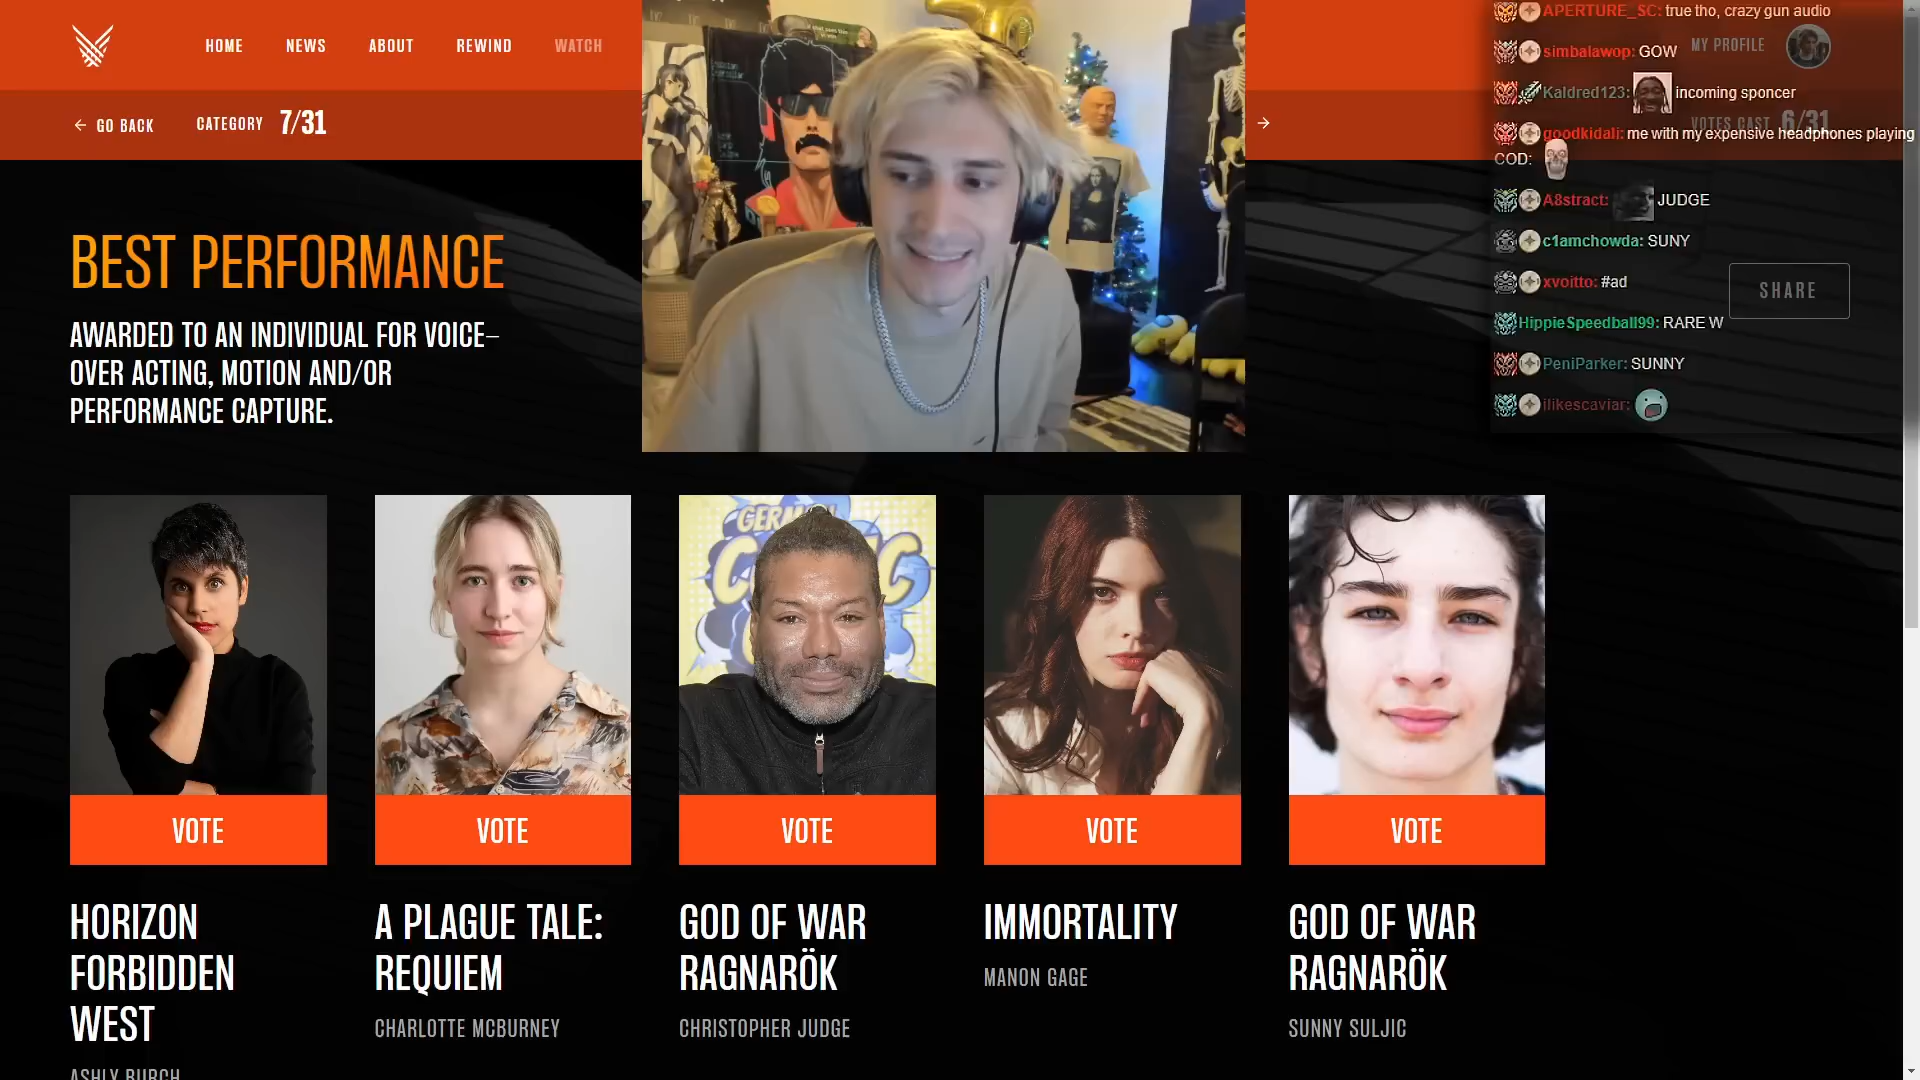 HOME NEWS ABOUT REWIND WATCH
MY PROFILE
GO BACK CATEGORY 7/31
VOTES CAST 6/31
BEST PERFORMANCE
AWARDED TO AN INDIVIDUAL FOR VOICE-
OVER ACTING, MOTION AND/OR
PERFORMANCE CAPTURE.
APERTURE_SC: true tho, crazy gun audio
simbalawop: GOW
Kaldred123: incoming sponcer
goodkidali: me with my expensive headphones playing
COD:
A8stract: JUDGE
c1amchowda: SUNY
xvoitto: #ad
HippieSpeedball99: RARE W
PeniParker: SUNNY
ilikescaviar:
SHARE
GERMAN
VOTE
VOTE
VOTE
VOTE
VOTE
HORIZON
FORBIDDEN
WEST
ASHLY BURCH
A PLAGUE TALE:
REQUIEM
CHARLOTTE MCBURNEY
GOD OF WAR
RAGNARÖK
CHRISTOPHER JUDGE
IMMORTALITY
MANON GAGE
GOD OF WAR
RAGNARÖK
SUNNY SULJIC